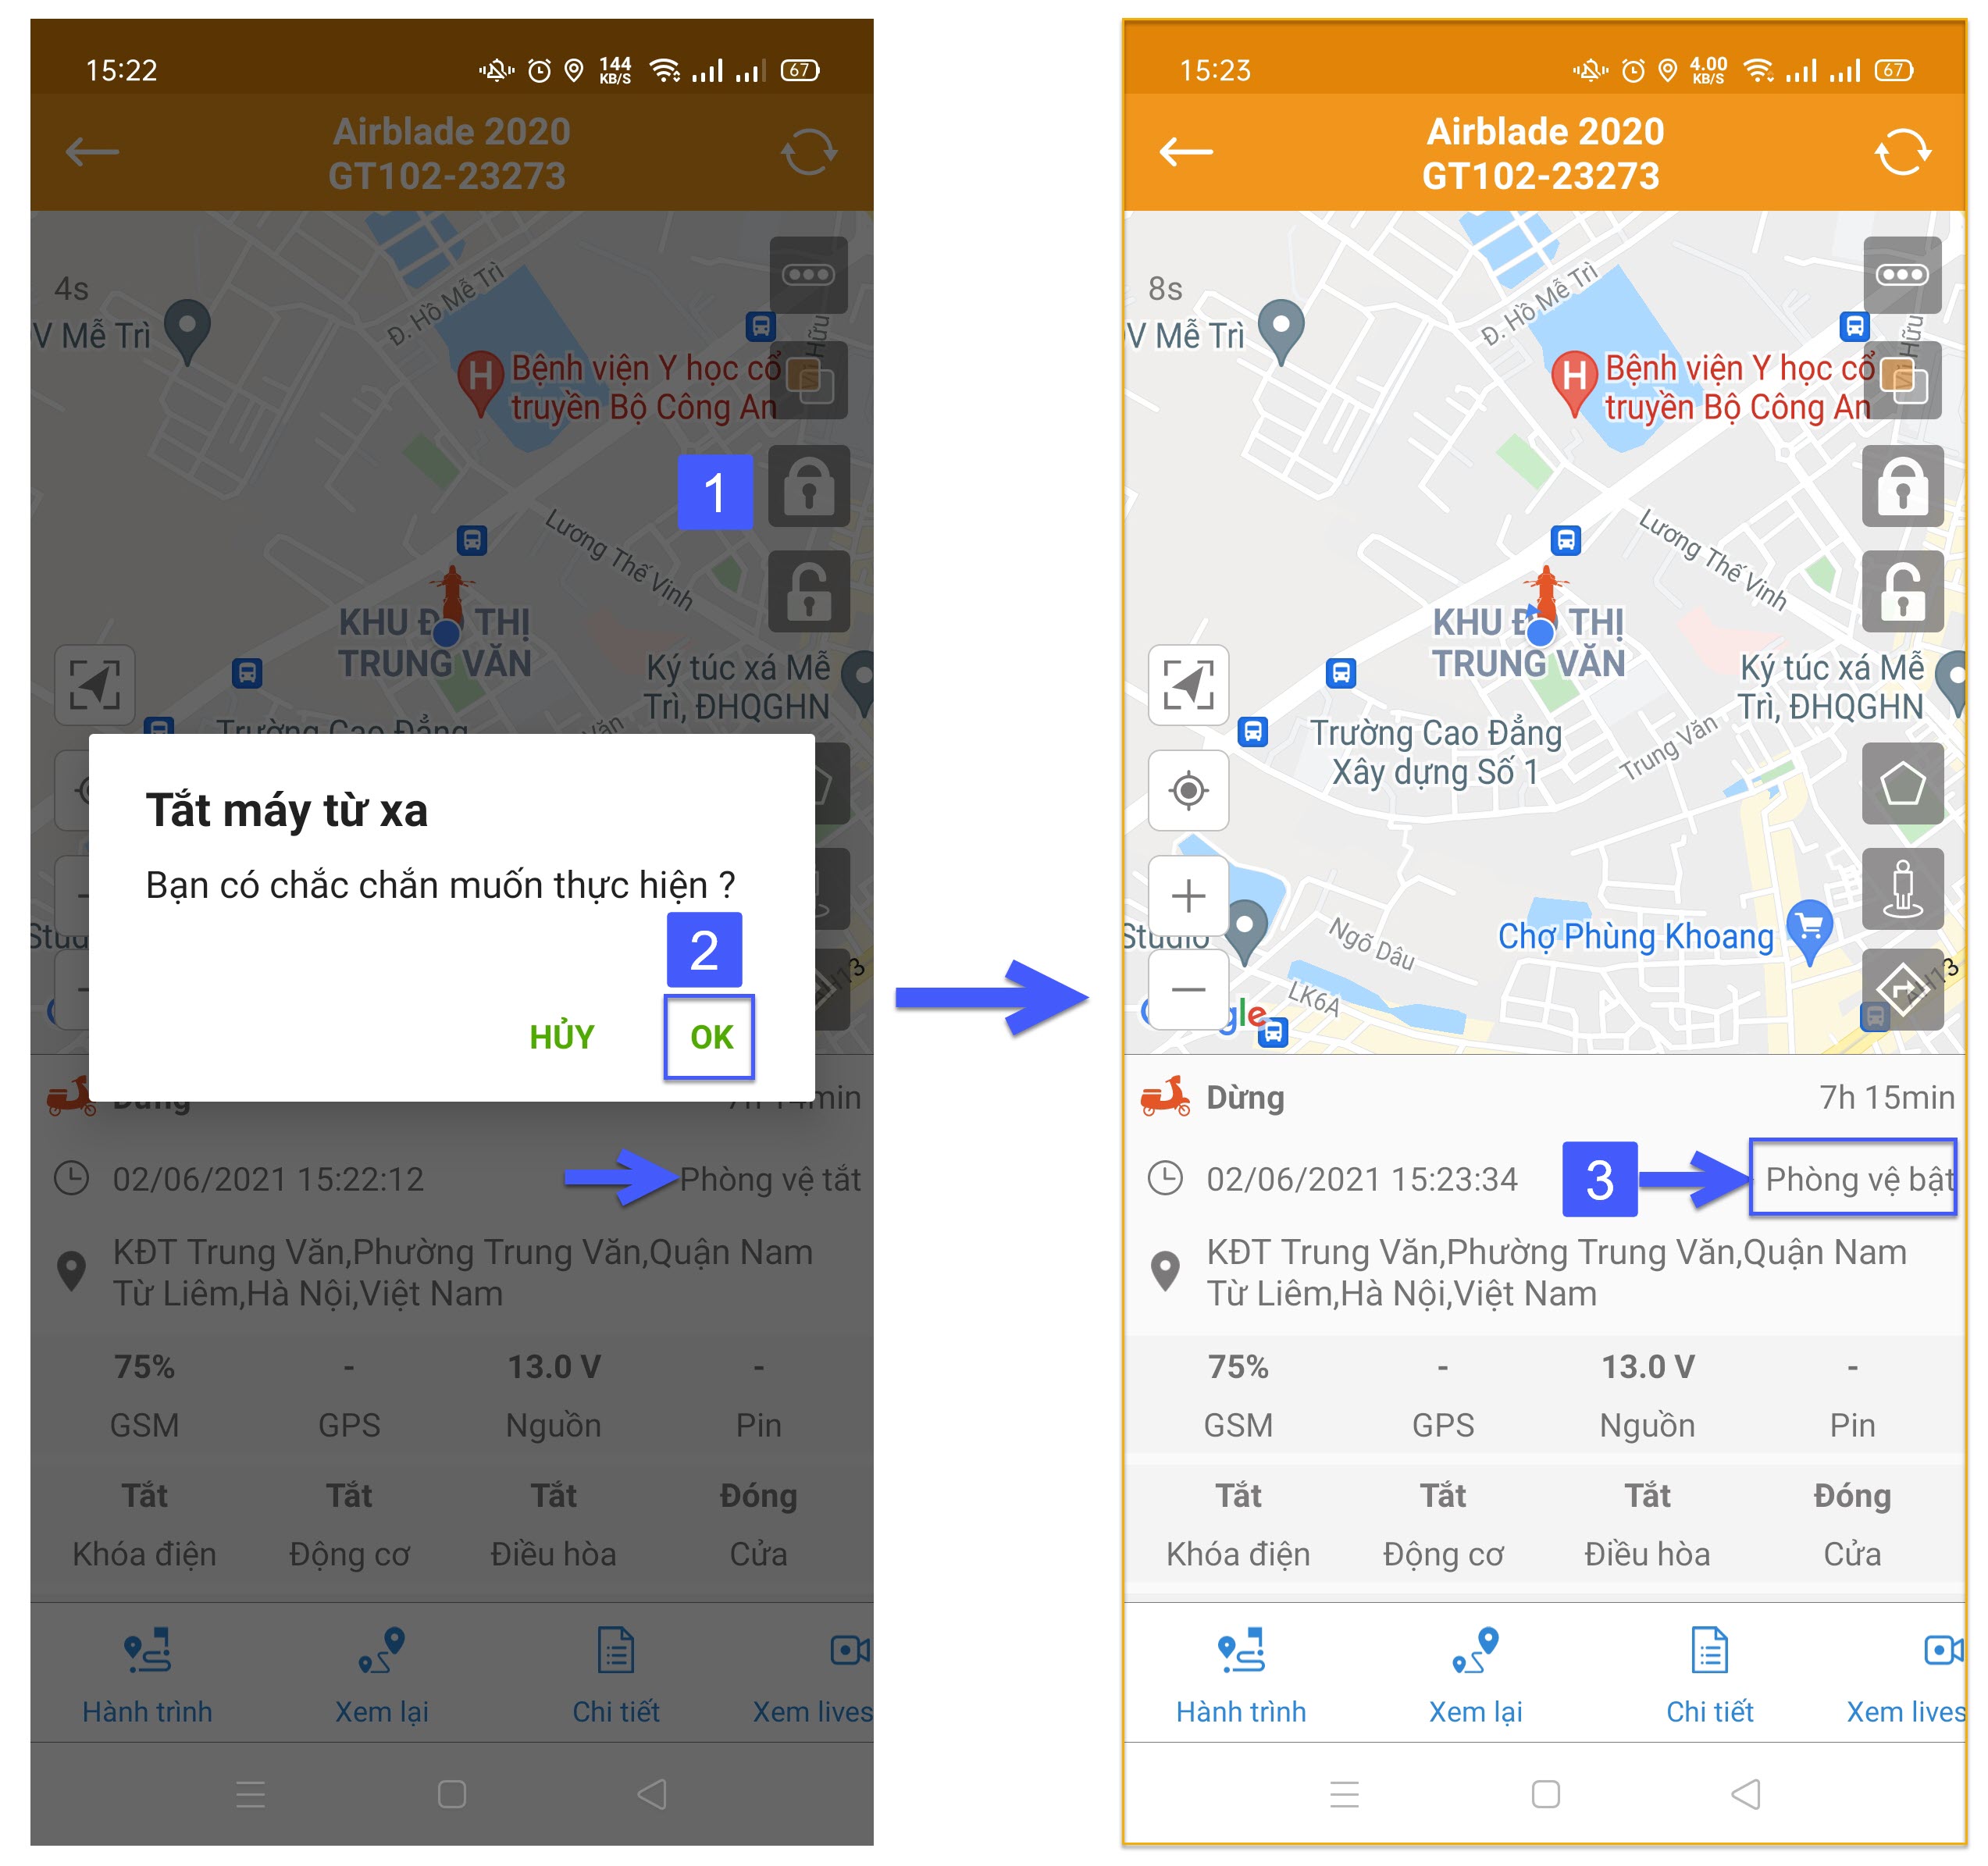 15:22
144
KB/S
67
Airblade 2020
GT102-23273
4s
V Mễ Trì
Đ. Hồ Mễ Trì
Hữu
H
Bệnh viện Y học cổ
truyền Bộ Công An
1
Lương Thế Vinh
KHU Đ THỊ
TRUNG VĂN
Ký túc xá Mễ
Trì, ĐHQGHN
Trường Cao Đẳng
Văn
Tắt máy từ xa
Bạn có chắc chắn muốn thực hiện ?
2
HỦY
OK
Dừng
7h 14min
02/06/2021 15:22:12
Phòng vệ tắt
KĐT Trung Văn,Phường Trung Văn,Quận Nam
Từ Liêm,Hà Nội,Việt Nam
75%
-
13.0 V
-
GSM
GPS
Nguồn
Pin
Tắt
Tắt
Tắt
Đóng
Khóa điện
Động cơ
Điều hòa
Cửa
Hành trình
Xem lại
Chi tiết
Xem lives
15:23
4.00
KB/S
67
Airblade 2020
GT102-23273
8s
V Mễ Trì
Đ. Hồ Mễ Trì
Hữu
H
Bệnh viện Y học cổ
truyền Bộ Công An
Lương Thế Vinh
KHU Đ THỊ
TRUNG VĂN
Ký túc xá Mễ
Trì, ĐHQGHN
Trường Cao Đẳng
Xây dựng Số 1
Trung Văn
Studio
Ngõ Dâu
Chợ Phùng Khoang
AH13
LK6A
gle
Dừng
7h 15min
02/06/2021 15:23:34
3
Phòng vệ bật
KĐT Trung Văn,Phường Trung Văn,Quận Nam
Từ Liêm,Hà Nội,Việt Nam
75%
-
13.0 V
-
GSM
GPS
Nguồn
Pin
Tắt
Tắt
Tắt
Đóng
Khóa điện
Động cơ
Điều hòa
Cửa
Hành trình
Xem lại
Chi tiết
Xem lives